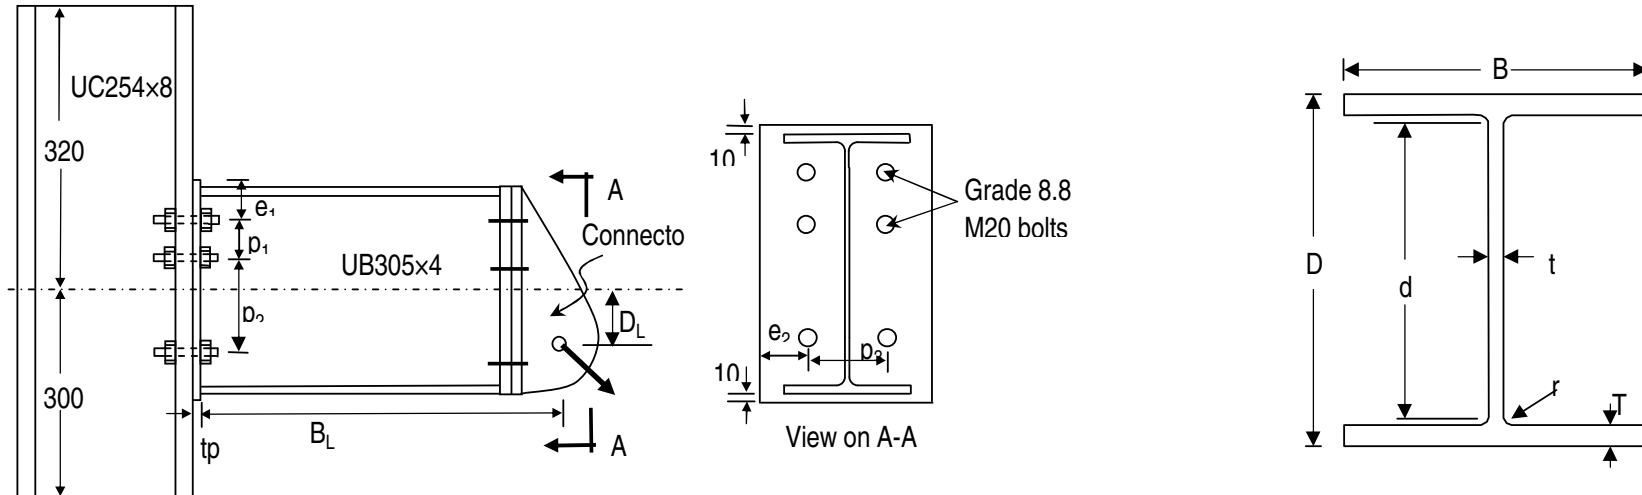 UC254×8
320
300
e₁
p₁
p₂
tp
UB305×4
B_L
D_L
Connecto
A
A
10
10
e₂
p₃
Grade 8.8
M20 bolts
View on A-A
B
D
d
t
r
T